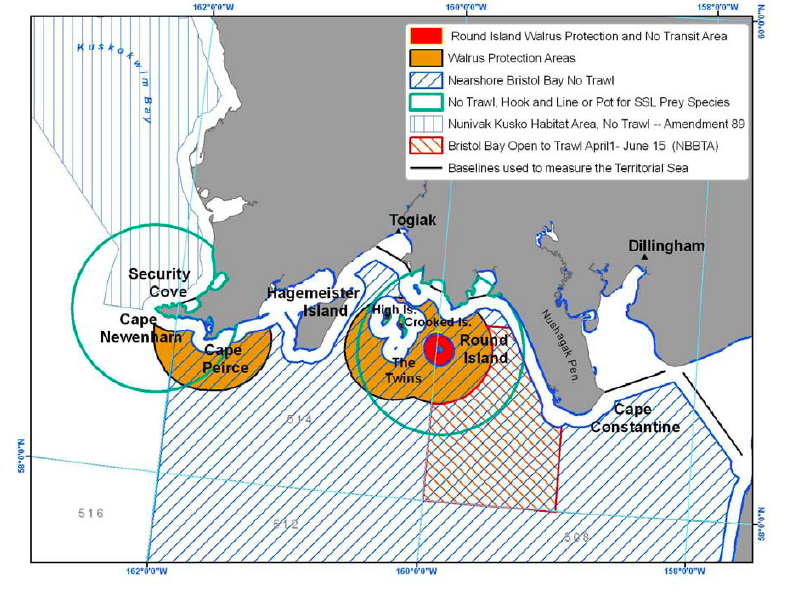 162°0'0"W
160°0'0"W
158°0'0"W
N,,0,0°69
Round Island Walrus Protection and No Transit Area
Walrus Protection Areas
Nearshore Bristol Bay No Trawl
No Trawl, Hook and Line or Pot for SSL Prey Species
Nunivak Kusko Habitat Area, No Trawl -- Amendment 89
Bristol Bay Open to Trawl April1- June 15 (NBBTA)
Baselines used to measure the Territorial Sea
Kuskokwim Bay
Togiak
Dillingham
Security
Cove
Hagemeister
Island
High Is.
Crooked Is.
Cape
Newenham
Cape
Peirce
Round
Island
The
Twins
Nushagak Pen
Cape
Constantine
514
58°0'0"N
516
512
508
58°0'0"N
162°0'0"W
160°0'0"W
158°0'0"W